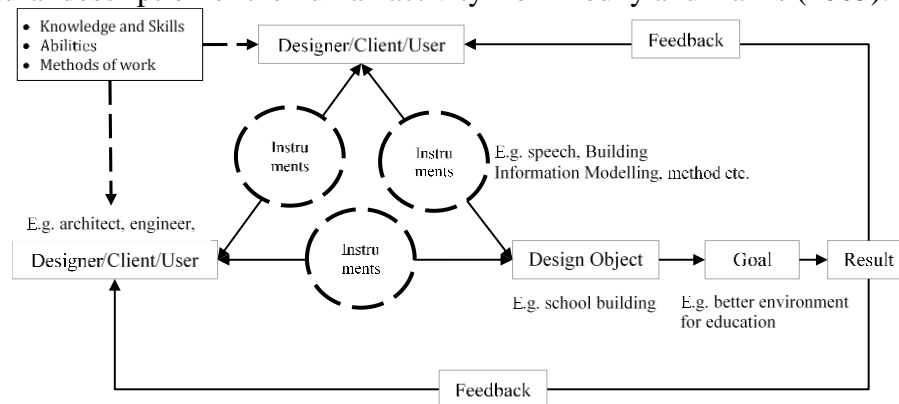 • Knowledge and Skills
• Abilities
• Methods of work
Designer/Client/User
Feedback
Instru
ments
Instru
ments
E.g. speech, Building
Information Modelling, method etc.
E.g. architect, engineer,
Designer/Client/User
Instru
ments
Design Object
Goal
Result
E.g. school building
E.g. better environment
for education
Feedback